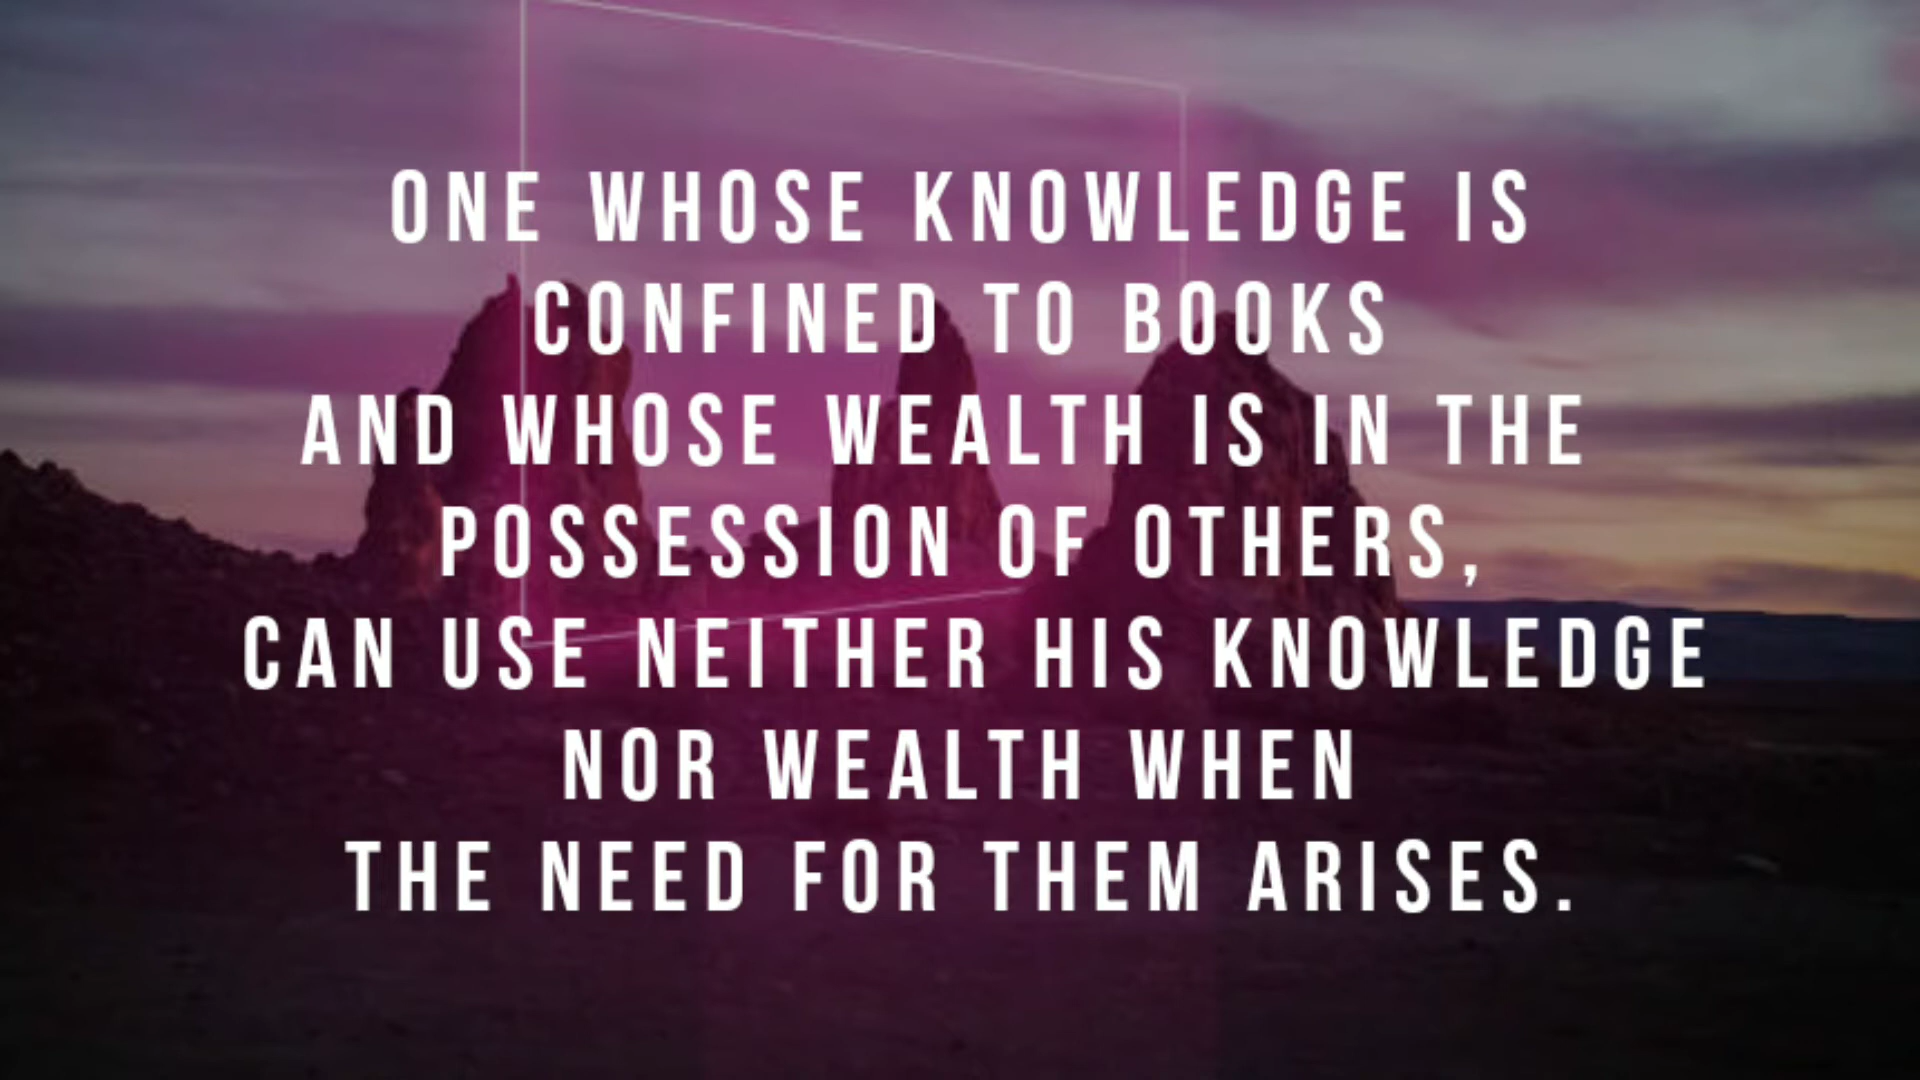 ONE WHOSE KNOWLEDGE IS
CONFINED TO BOOKS
AND WHOSE WEALTH IS IN THE
POSSESSION OF OTHERS,
CAN USE NEITHER HIS KNOWLEDGE
NOR WEALTH WHEN
THE NEED FOR THEM ARISES.